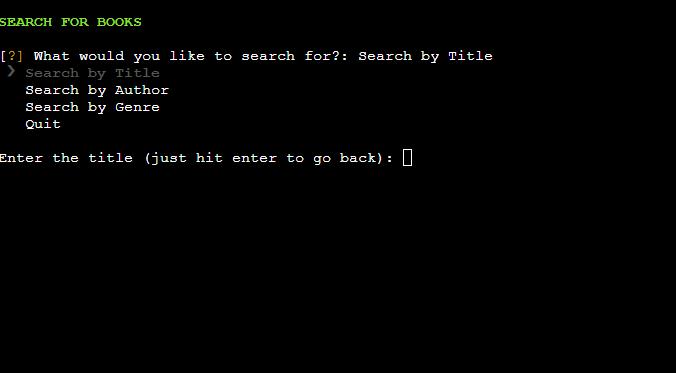 SEARCH FOR BOOKS
[?] What would you like to search for?: Search by Title
❯ Search by Title
Search by Author
Search by Genre
Quit
Enter the title (just hit enter to go back):